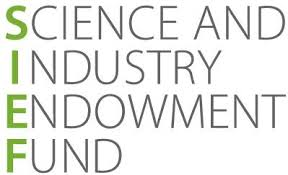 SCIENCE AND
INDUSTRY
ENDOWMENT
FUND